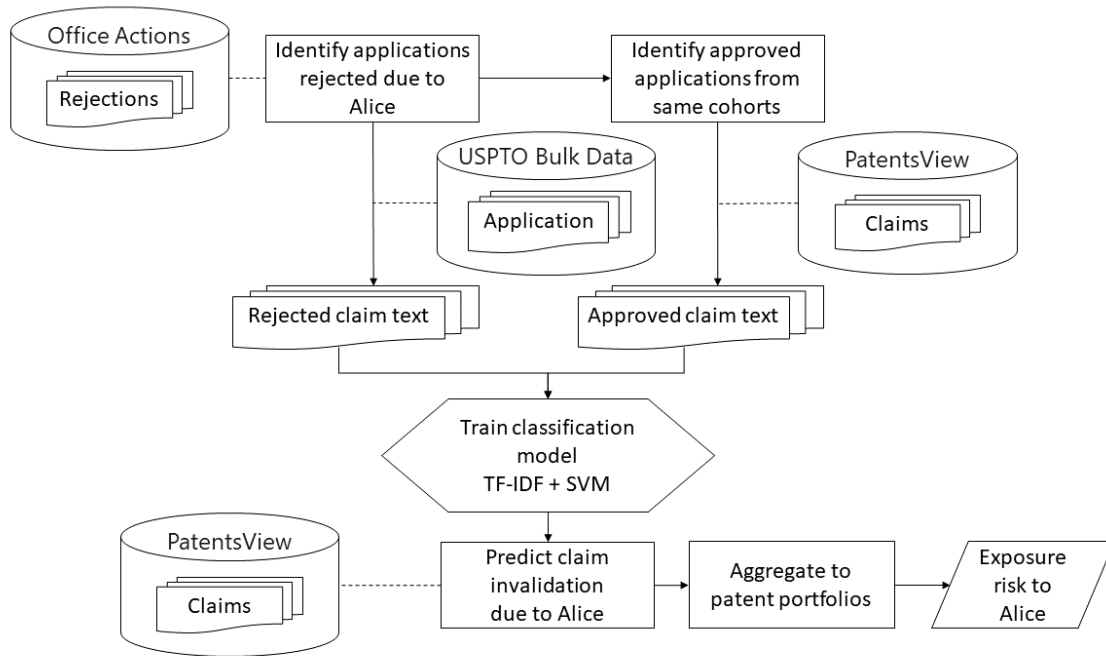 Office Actions
Rejections
Identify applications
rejected due to
Alice
Identify approved
applications from
same cohorts
USPTO Bulk Data
Application
PatentsView
Claims
Rejected claim text
Approved claim text
Train classification
model
TF-IDF + SVM
PatentsView
Claims
Predict claim
invalidation
due to Alice
Aggregate to
patent portfolios
Exposure
risk to
Alice